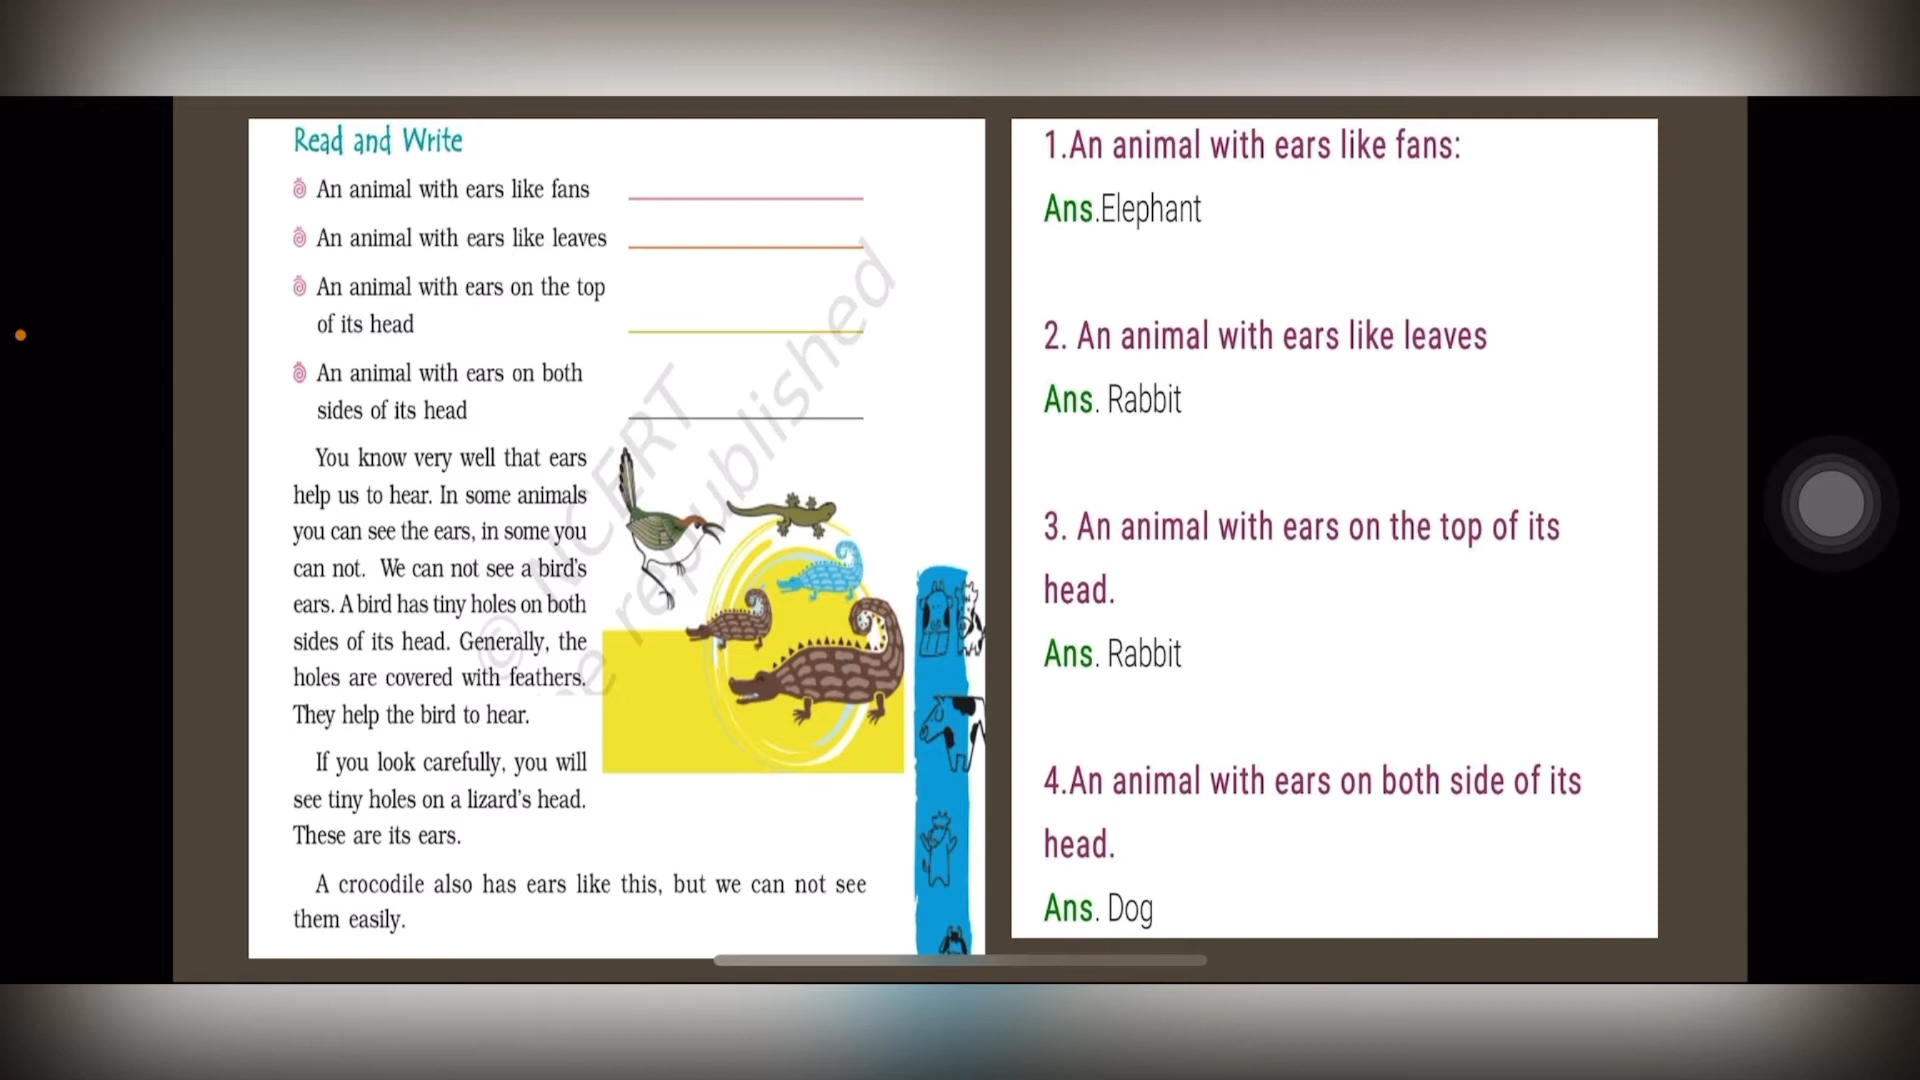 Read and Write
An animal with ears like fans
An animal with ears like leaves
An animal with ears on the top
of its head
An animal with ears on both
sides of its head
You know very well that ears
help us to hear. In some animals
you can see the ears, in some you
can not. We can not see a bird's
ears. A bird has tiny holes on both
sides of its head. Generally, the
holes are covered with feathers.
They help the bird to hear.
If you look carefully, you will
see tiny holes on a lizard's head.
These are its ears.
A crocodile also has ears like this, but we can not see
them easily.
© NCERT
be republished
1.An animal with ears like fans:
Ans.Elephant
2. An animal with ears like leaves
Ans. Rabbit
3. An animal with ears on the top of its
head.
Ans. Rabbit
4.An animal with ears on both side of its
head.
Ans. Dog